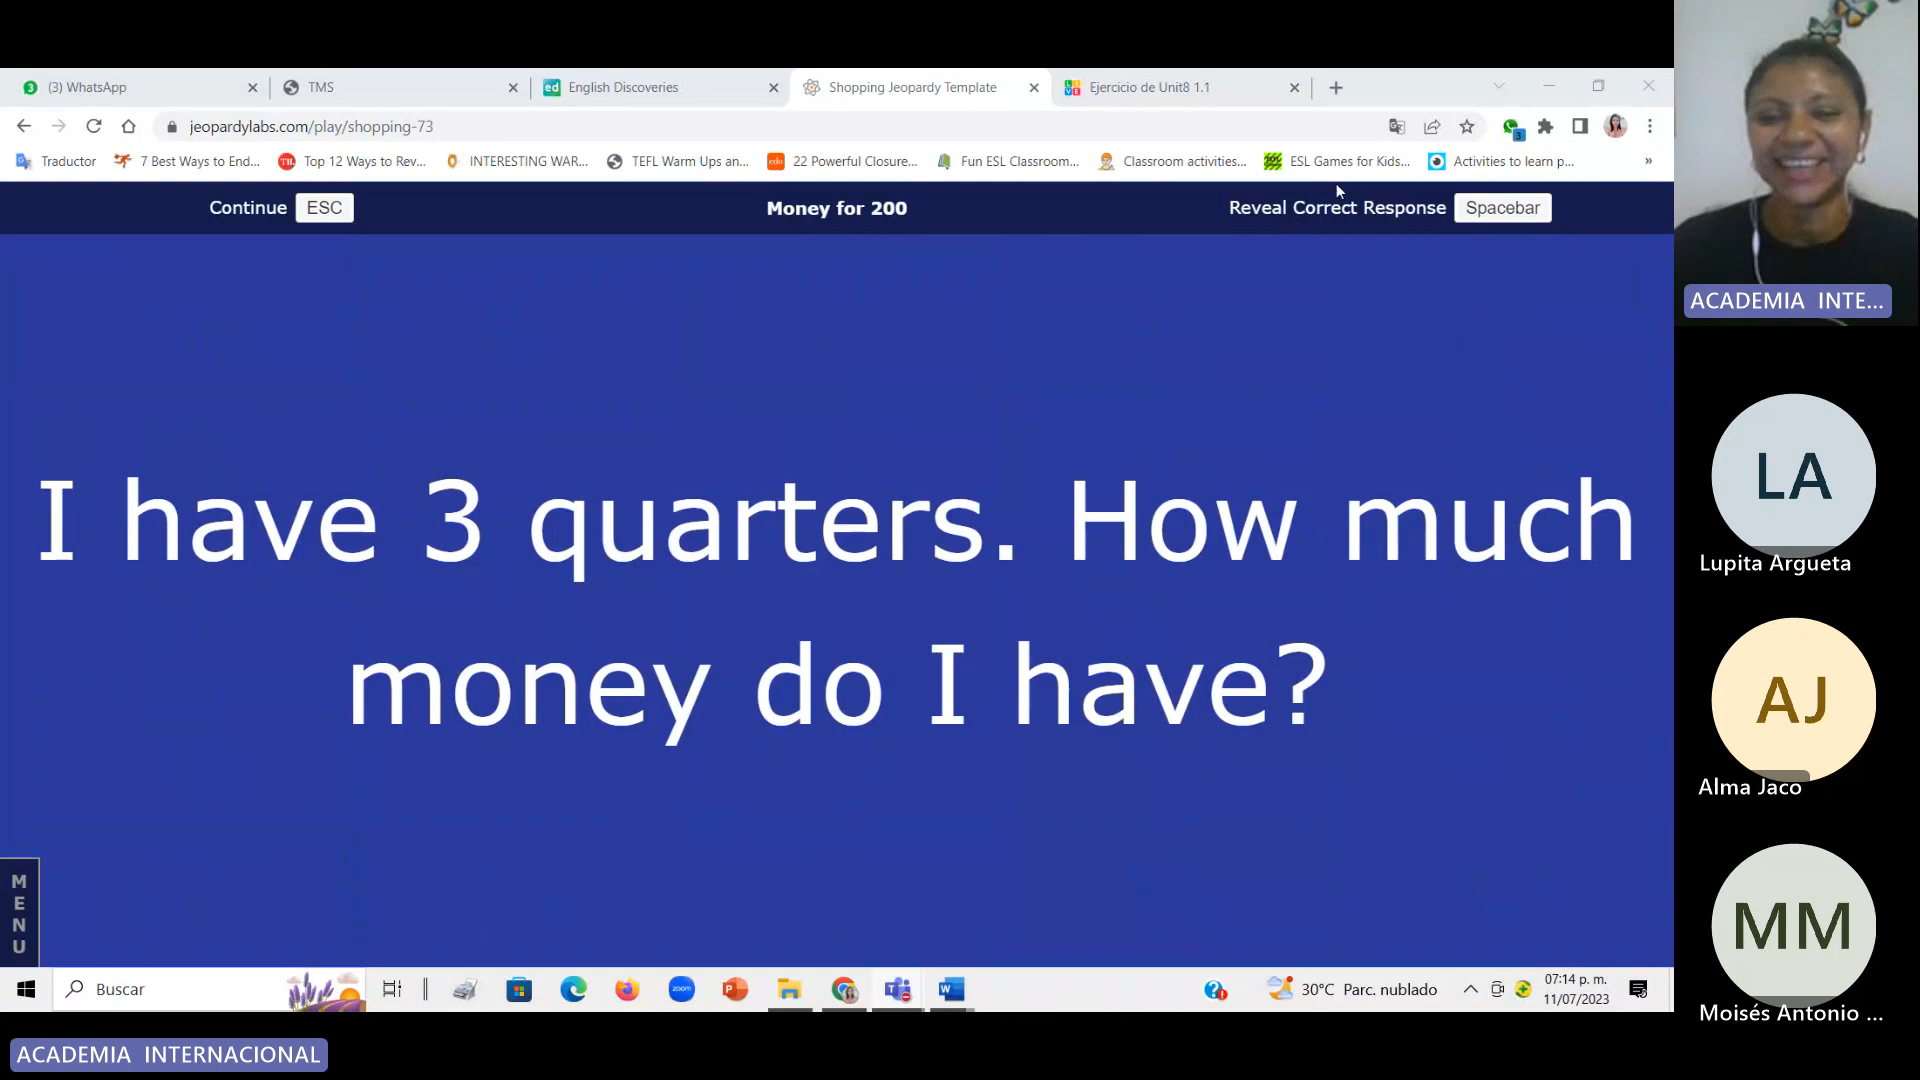 (3) WhatsApp
TMS
English Discoveries
Shopping Jeopardy Template
Ejercicio de Unit8 1.1
jeopardylabs.com/play/shopping-73
Traductor
7 Best Ways to End...
Top 12 Ways to Rev...
INTERESTING WAR...
TEFL Warm Ups an...
22 Powerful Closure...
Fun ESL Classroom...
Classroom activities...
ESL Games for Kids...
Activities to learn p...
»
Continue ESC
Money for 200
Reveal Correct Response Spacebar
I have 3 quarters. How much
money do I have?
MENU
Buscar
30°C Parc. nublado
07:14 p. m.
11/07/2023
ACADEMIA INTERNACIONAL
ACADEMIA INTE...
LA
Lupita Argueta
AJ
Alma Jaco
MM
Moisés Antonio ...